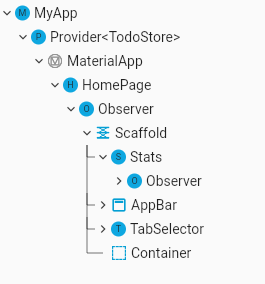 M MyApp
P Provider<TodoStore>
M MaterialApp
H HomePage
O Observer
Scaffold
S Stats
O Observer
AppBar
T TabSelector
Container